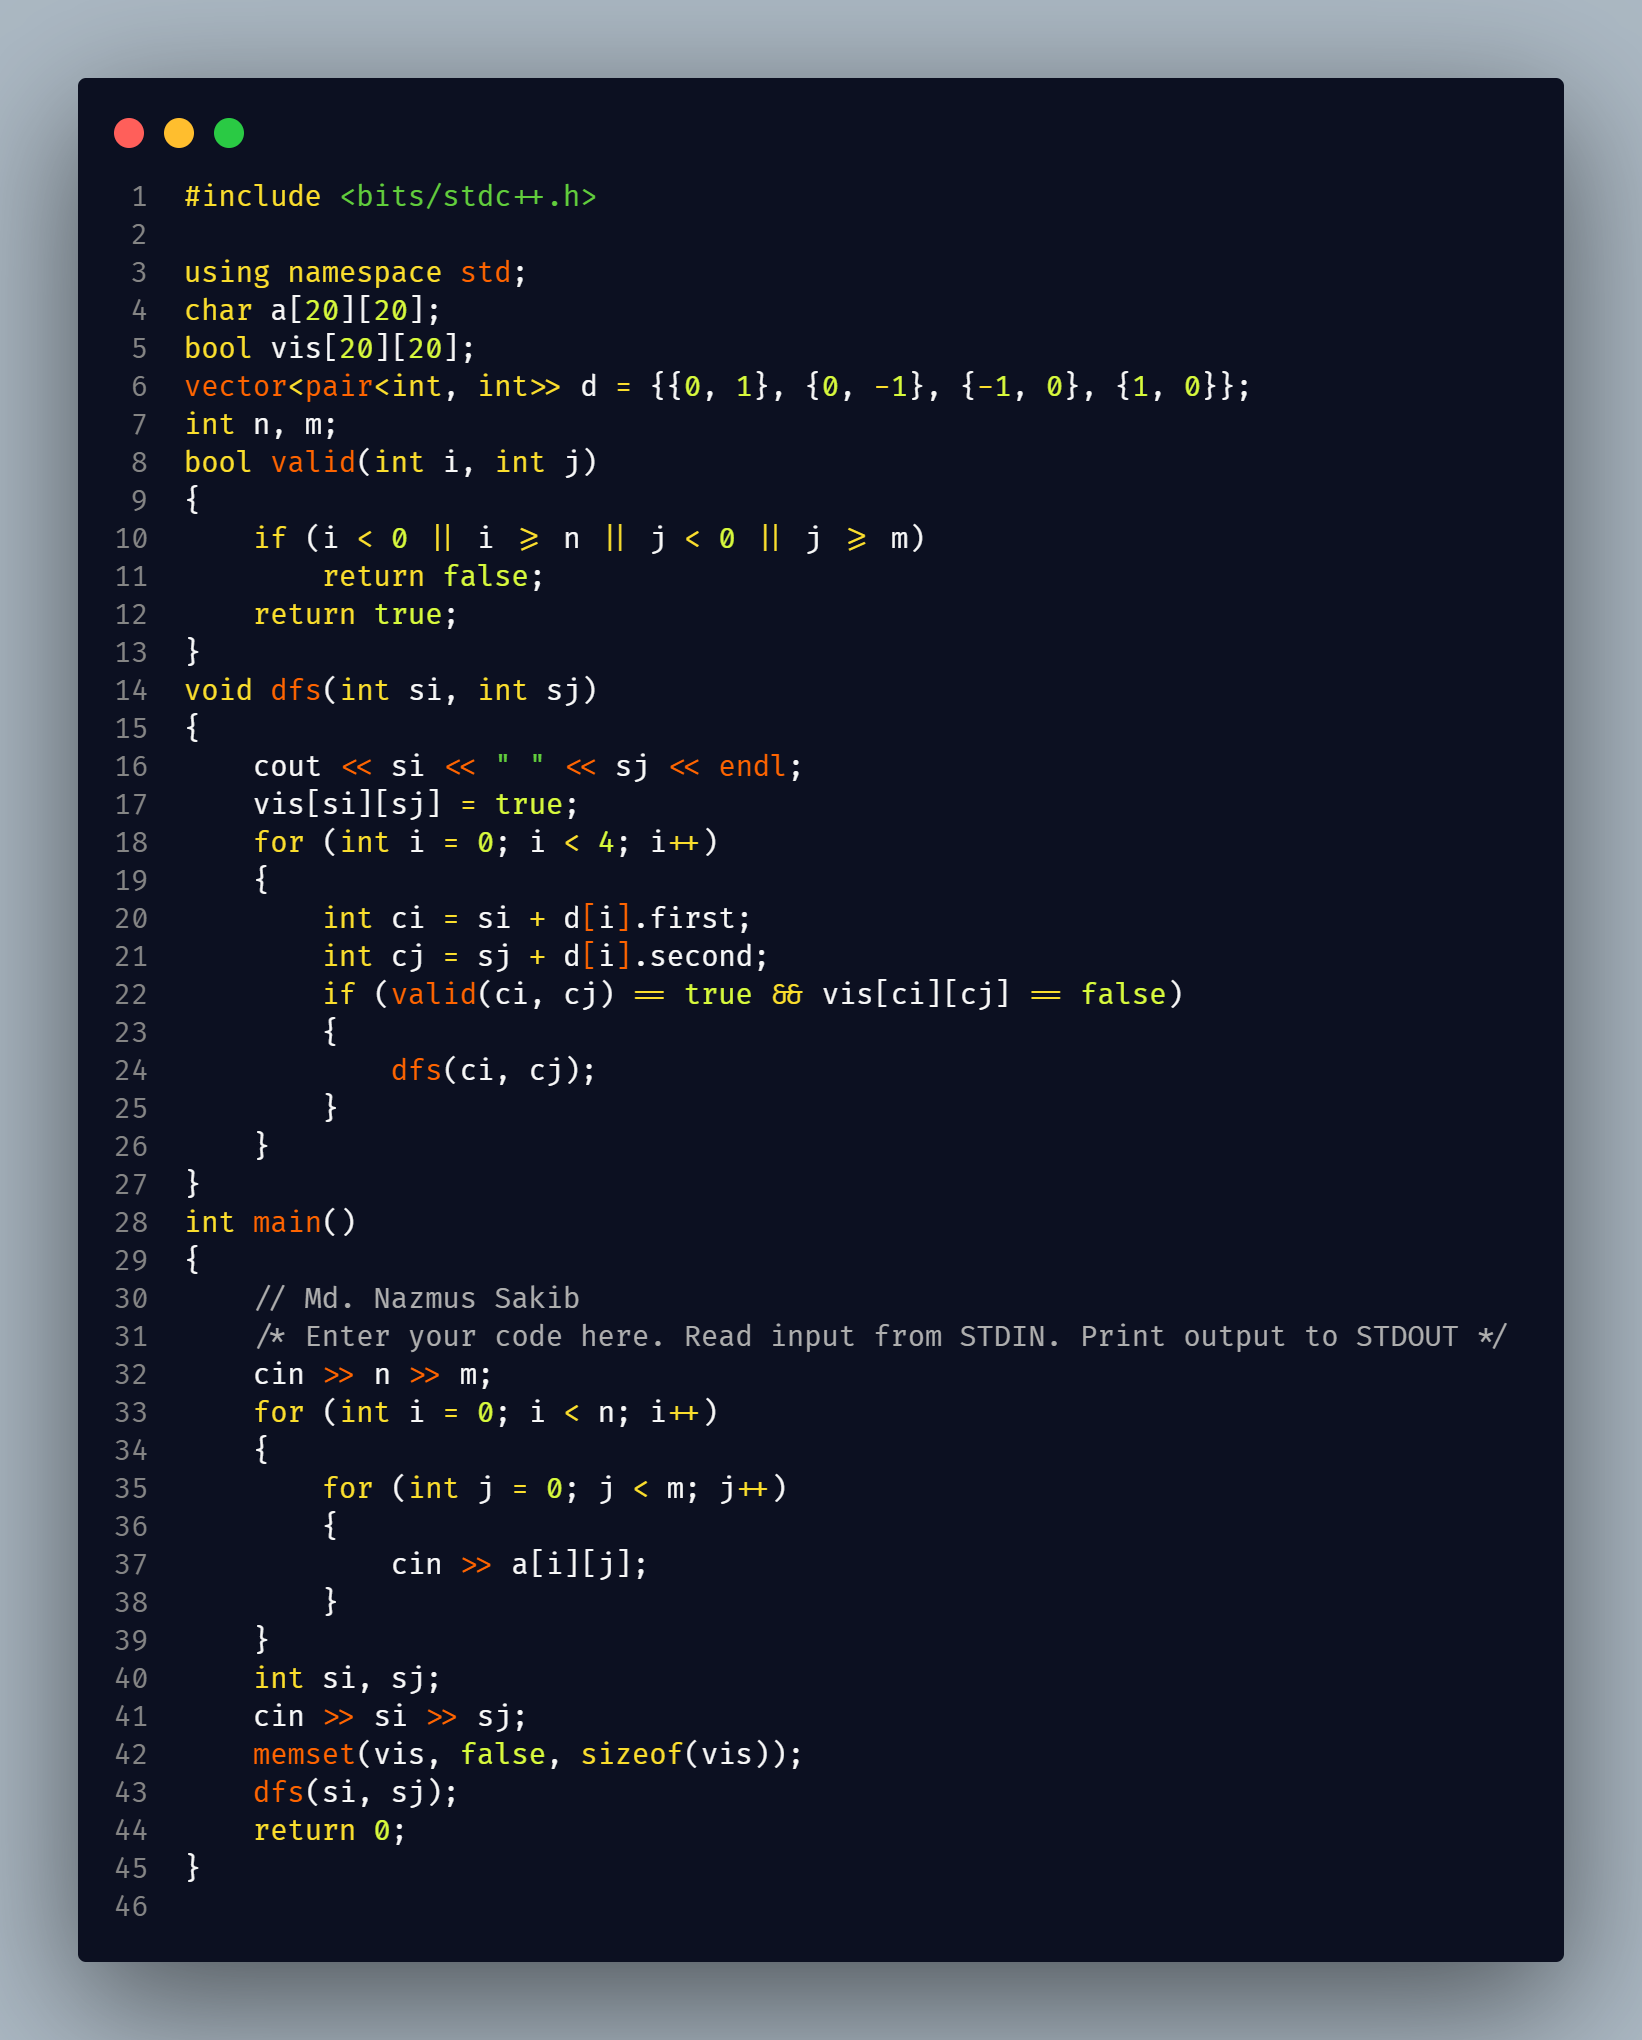 1 #include <bits/stdc++.h>
2
3 using namespace std;
4 char a[20][20];
5 bool vis[20][20];
6 vector<pair<int, int>> d = {{0, 1}, {0, -1}, {-1, 0}, {1, 0}};
7 int n, m;
8 bool valid(int i, int j)
9 {
10     if (i < 0 || i >= n || j < 0 || j >= m)
11         return false;
12     return true;
13 }
14 void dfs(int si, int sj)
15 {
16     cout << si << " " << sj << endl;
17     vis[si][sj] = true;
18     for (int i = 0; i < 4; i++)
19     {
20         int ci = si + d[i].first;
21         int cj = sj + d[i].second;
22         if (valid(ci, cj) == true && vis[ci][cj] == false)
23         {
24             dfs(ci, cj);
25         }
26     }
27 }
28 int main()
29 {
30     // Md. Nazmus Sakib
31     /* Enter your code here. Read input from STDIN. Print output to STDOUT */
32     cin >> n >> m;
33     for (int i = 0; i < n; i++)
34     {
35         for (int j = 0; j < m; j++)
36         {
37             cin >> a[i][j];
38         }
39     }
40     int si, sj;
41     cin >> si >> sj;
42     memset(vis, false, sizeof(vis));
43     dfs(si, sj);
44     return 0;
45 }
46